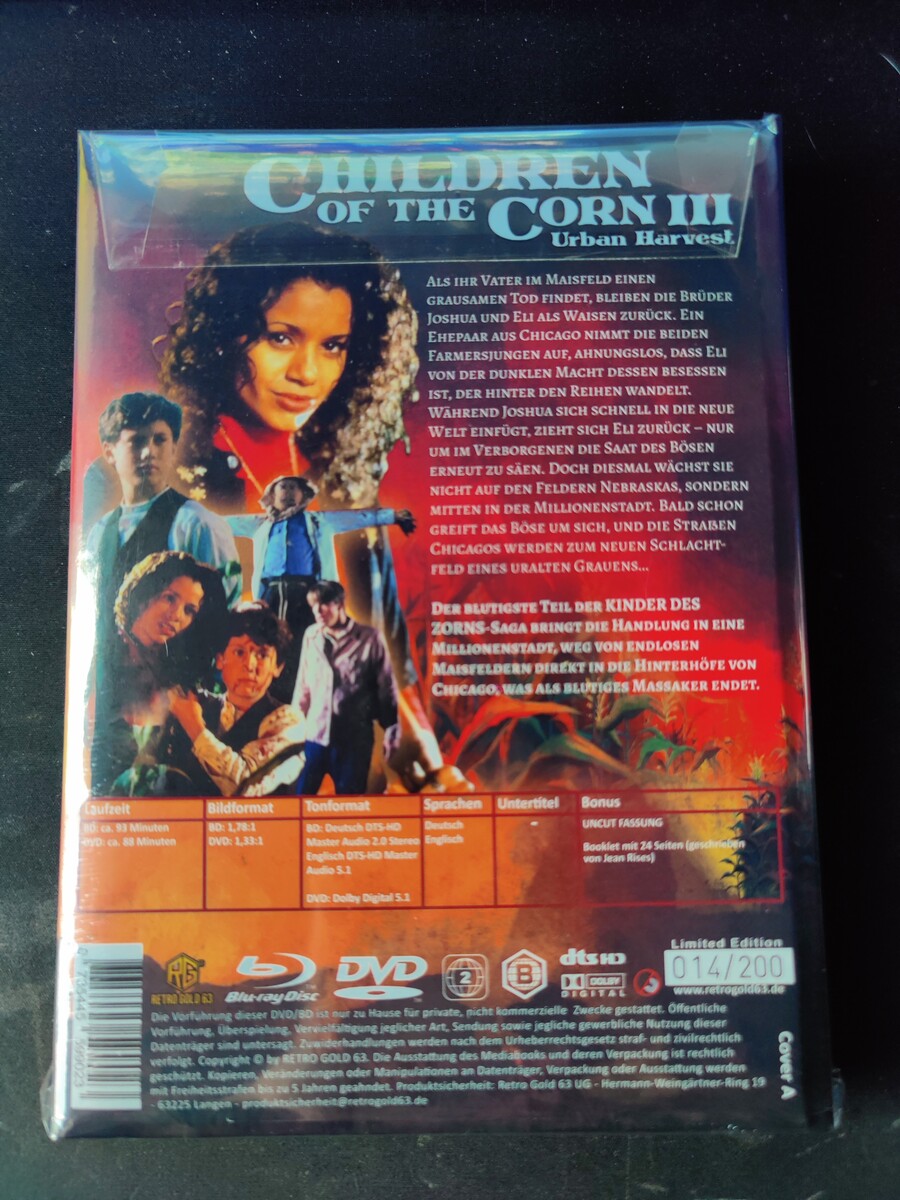 CHILDREN
OF THE CORN III
Urban Harvest
ALS IHR VATER IM MAISFELD EINEN
GRAUSAMEN TOD FINDET, BLEIBEN DIE BRÜDER
JOSHUA UND ELI ALS WAISEN ZURÜCK. EIN
EHEPAAR AUS CHICAGO NIMMT DIE BEIDEN
FARMERSJUNGEN AUF, AHNUNGSLOS, DASS ELI
VON DER DUNKLEN MACHT DESSEN BESESSEN
IST, DER HINTER DEN REIHEN WANDELT.
WÄHREND JOSHUA SICH SCHNELL IN DIE NEUE
WELT EINFÜGT, ZIEHT SICH ELI ZURÜCK – NUR
UM IM VERBORGENEN DIE SAAT DES BÖSEN
ERNEUT ZU SÄEN. DOCH DIESMAL WÄCHST SIE
NICHT AUF DEN FELDERN NEBRASKAS, SONDERN
MITTEN IN DER MILLIONENSTADT. BALD SCHON
GREIFT DAS BÖSE UM SICH, UND DIE STRAßEN
CHICAGOS WERDEN ZUM NEUEN SCHLACHT-
FELD EINES URALTEN GRAUENS...
DER BLUTIGSTE TEIL DER KINDER DES
ZORNS-SAGA BRINGT DIE HANDLUNG IN EINE
MILLIONENSTADT, WEG VON ENDLOSEN
MAISFELDERN DIREKT IN DIE HINTERHÖFE VON
CHICAGO, WAS ALS BLUTIGES MASSAKER ENDET.
Laufzeit
BD: ca. 93 Minuten
DVD: ca. 88 Minuten
Bildformat
BD: 1,78:1
DVD: 1,33:1
Tonformat
BD: Deutsch DTS-HD
Master Audio 2.0 Stereo
Englisch DTS-HD Master
Audio 5.1
DVD: Dolby Digital 5.1
Sprachen
Deutsch
Englisch
Untertitel
-
Bonus
UNCUT FASSUNG
Booklet mit 24 Seiten (geschrieben
von Jean Rises)
RG
RETRO GOLD 63
Blu-ray Disc
DVD
2
B
dts HD
DOLBY
DIGITAL
Limited Edition
014/200
www.retrogold63.de
Die Vorführung dieser DVD/BD ist nur zu Hause für private, nicht kommerzielle Zwecke gestattet. Öffentliche
Vorführung, Überspielung, Vervielfältigung jeglicher Art, Sendung sowie jegliche gewerbliche Nutzung dieser
Datenträger sind untersagt. Zuwiderhandlungen werden nach dem Urheberrechtsgesetz straf- und zivilrechtlich
verfolgt. Copyright © by RETRO GOLD 63. Die Ausstattung des MediaBooks und deren Verpackung ist rechtlich
geschützt. Kopieren, Veränderungen oder Manipulationen an Datenträger, Verpackung oder Ausstattung werden
mit Freiheitsstrafen bis zu 5 Jahren geahndet. Produktsicherheit: Retro Gold 63 UG - Hermann-Weingärtner-Ring 19
- 63225 Langen - produktsicherheit@retrogold63.de
Cover A